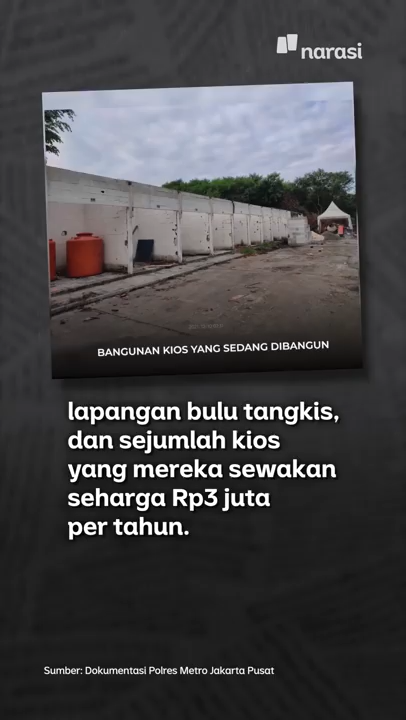 narasi
BANGUNAN KIOS YANG SEDANG DIBANGUN
lapangan bulu tangkis,
dan sejumlah kios
yang mereka sewakan
seharga Rp3 juta
per tahun.
Sumber: Dokumentasi Polres Metro Jakarta Pusat